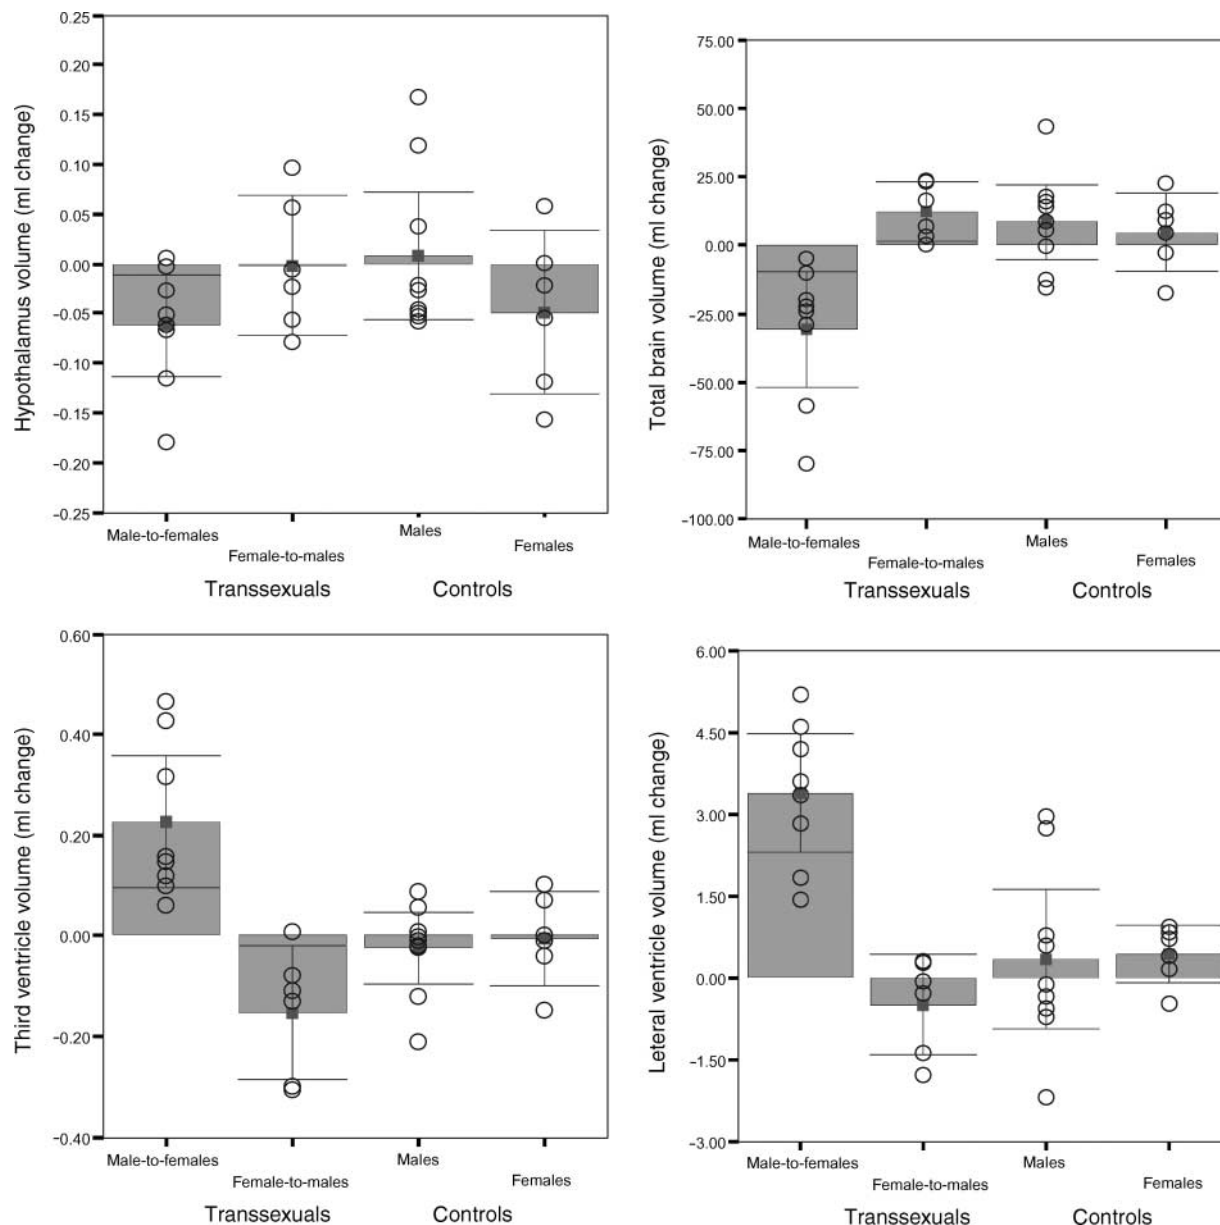 Hypothalamus volume (ml change)
0.25
0.20
0.15
0.10
0.05
0.00
−0.05
−0.10
−0.15
−0.20
−0.25
Male-to-females
Female-to-males
Males
Females
Transsexuals
Controls
Total brain volume (ml change)
75.00
50.00
25.00
0.00
−25.00
−50.00
−75.00
−100.00
Male-to-females
Female-to-males
Males
Females
Transsexuals
Controls
Third ventricle volume (ml change)
0.60
0.40
0.20
0.00
−0.20
−0.40
Male-to-females
Female-to-males
Males
Females
Transsexuals
Controls
Leteral ventricle volume (ml change)
6.00
4.50
3.00
1.50
0.00
−1.50
−3.00
Male-to-females
Female-to-males
Males
Females
Transsexuals
Controls